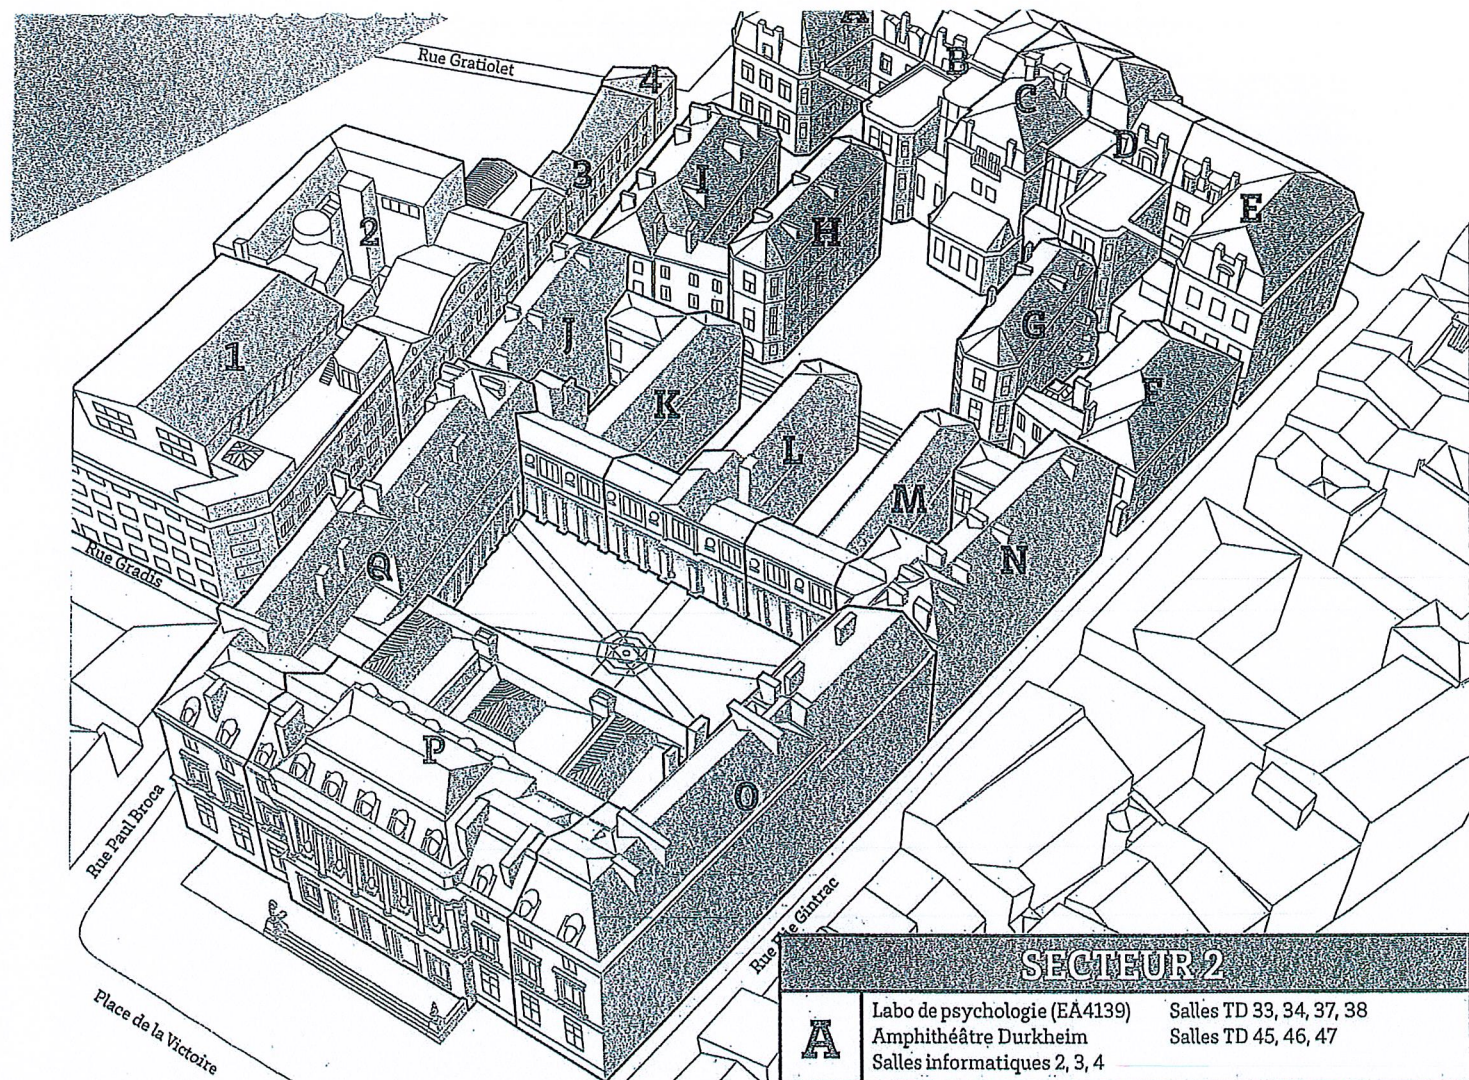 A
Rue Gratiolet
4
B
C
D
3
I
H
E
2
J
G
1
K
F
L
M
N
Q
Rue Gradis
P
O
Rue Paul Broca
Rue Élie Gintrac
Place de la Victoire
SECTEUR 2
A
Labo de psychologie (EA4139) Salles TD 33, 34, 37, 38
Amphithéâtre Durkheim Salles TD 45, 46, 47
Salles informatiques 2, 3, 4